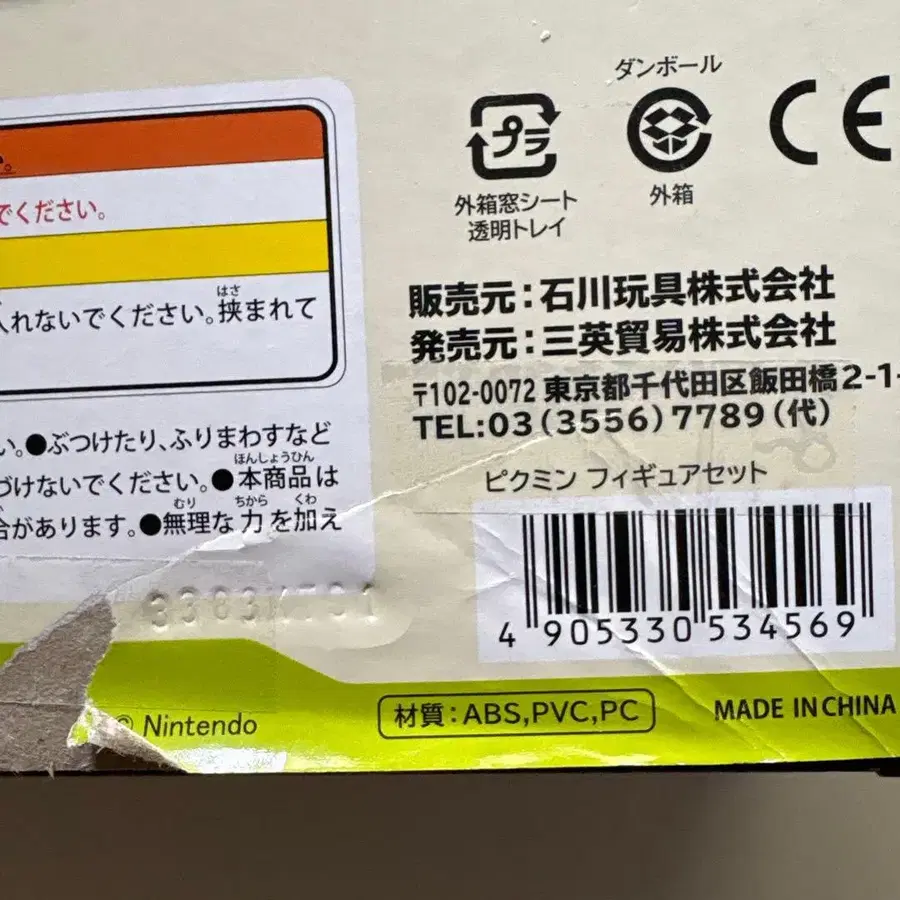 でください。
入れないでください。挟まれて
はさ
い。●ぶつけたり、ふりまわすなど
づけないでください。●本商品は
ほんしょうひん
合があります。●無理な力を加え
むり ちから くわ
ダンボール
プラ
CE
外箱窓シート
透明トレイ
外箱
販売元:石川玩具株式会社
発売元:三英貿易株式会社
〒102-0072 東京都千代田区飯田橋2-1-
TEL:03(3556)7789(代)
ピクミン フィギュアセット
4 905330 534569
© Nintendo
材質:ABS,PVC,PC
MADE IN CHINA